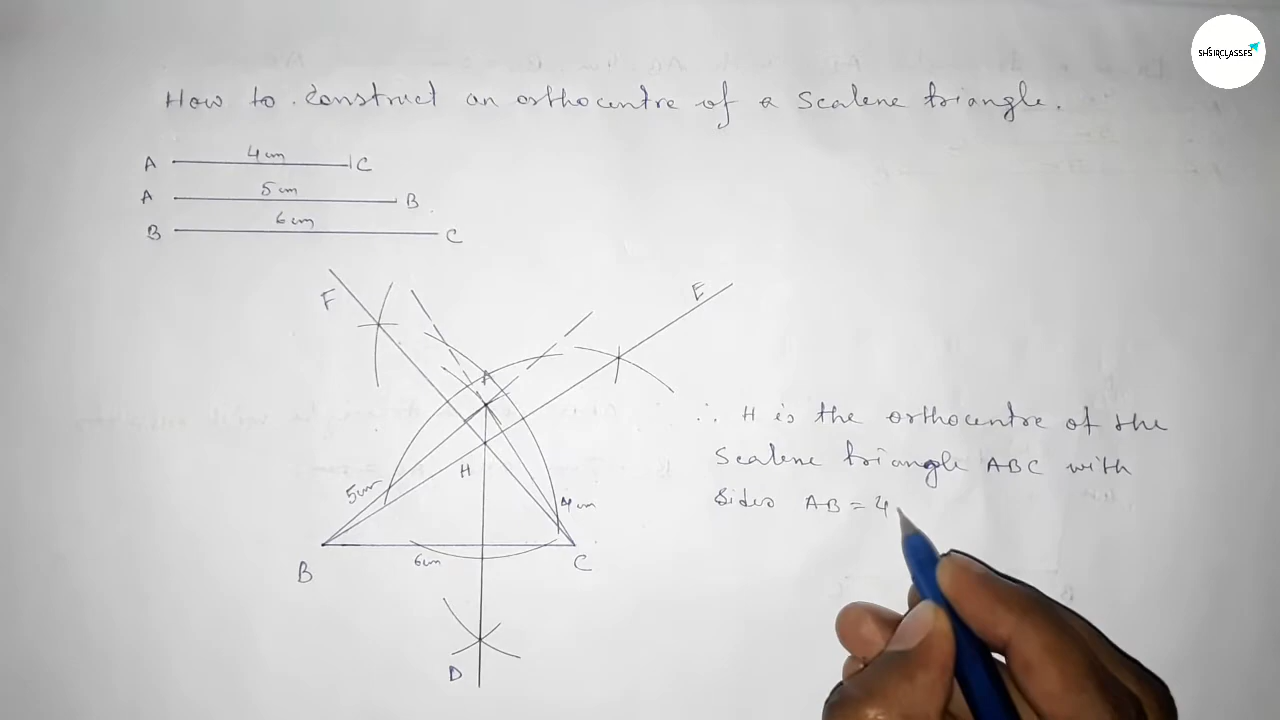 SHSIRCLASSES
How to construct an orthocentre of a scalene triangle.
A 4cm C
A 5cm B
B 6cm C
F
E
A
H
5cm
4cm
B 6cm C
D
∴ H is the orthocentre of the
scalene triangle ABC with
sides AB = 4